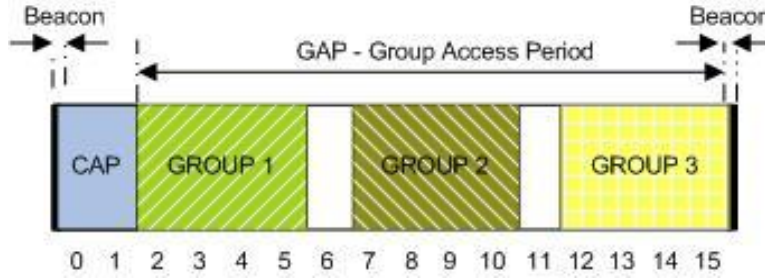 Beacon Beacon
GAP - Group Access Period
CAP GROUP 1 GROUP 2 GROUP 3
0 1 2 3 4 5 6 7 8 9 10 11 12 13 14 15